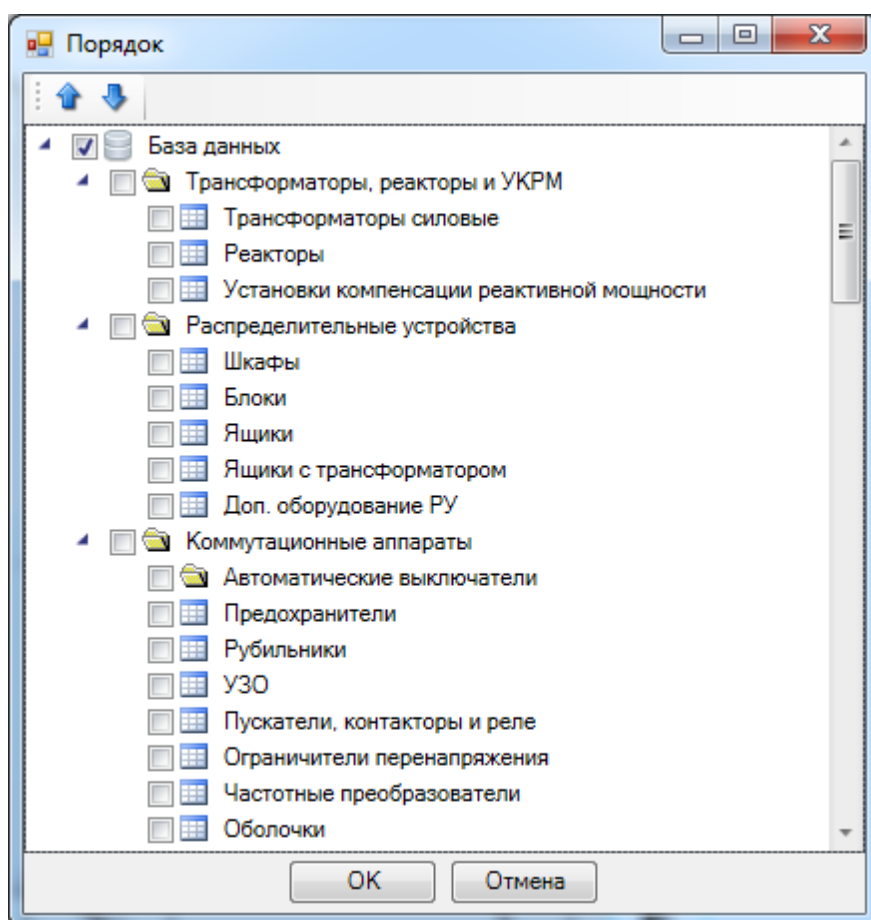 Порядок
База данных
Трансформаторы, реакторы и УКРМ
Трансформаторы силовые
Реакторы
Установки компенсации реактивной мощности
Распределительные устройства
Шкафы
Блоки
Ящики
Ящики с трансформатором
Доп. оборудование РУ
Коммутационные аппараты
Автоматические выключатели
Предохранители
Рубильники
УЗО
Пускатели, контакторы и реле
Ограничители перенапряжения
Частотные преобразователи
Оболочки
OK Отмена